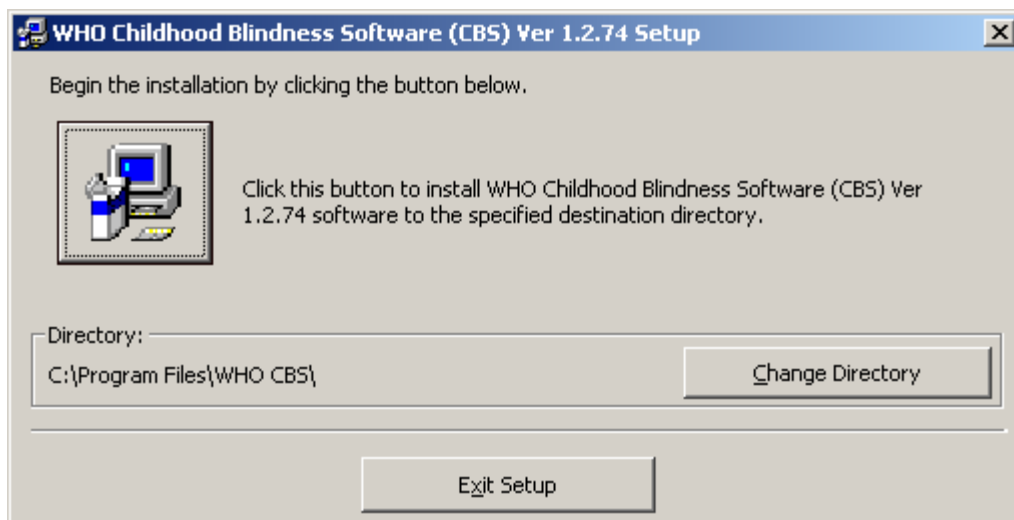 WHO Childhood Blindness Software (CBS) Ver 1.2.74 Setup
Begin the installation by clicking the button below.
Click this button to install WHO Childhood Blindness Software (CBS) Ver
1.2.74 software to the specified destination directory.
Directory:
C:\Program Files\WHO CBS\
Change Directory
Exit Setup